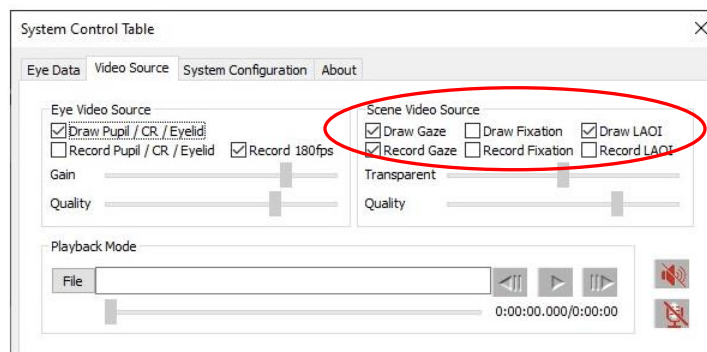 System Control Table
Eye Data Video Source System Configuration About
Eye Video Source
Draw Pupil / CR / Eyelid
Record Pupil / CR / Eyelid Record 180fps
Gain
Quality
Scene Video Source
Draw Gaze Draw Fixation Draw LAOI
Record Gaze Record Fixation Record LAOI
Transparent
Quality
Playback Mode
File
0:00:00.000/0:00:00